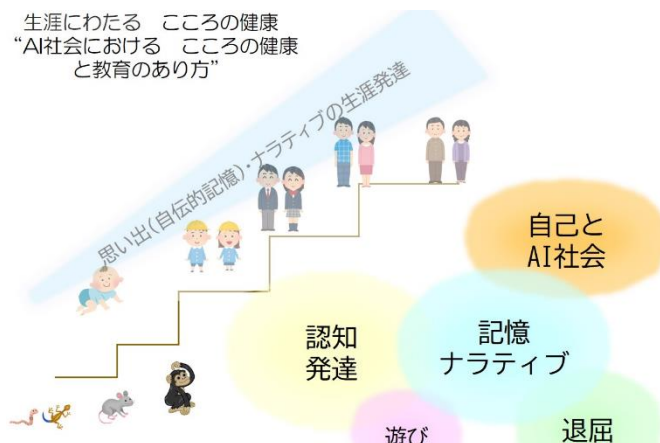 生涯にわたる　こころの健康
“AI社会における　こころの健康
と教育のあり方”
思い出(自伝的記憶)・ナラティブの生涯発達
自己と
AI社会
認知
発達
記憶
ナラティブ
遊び
退屈